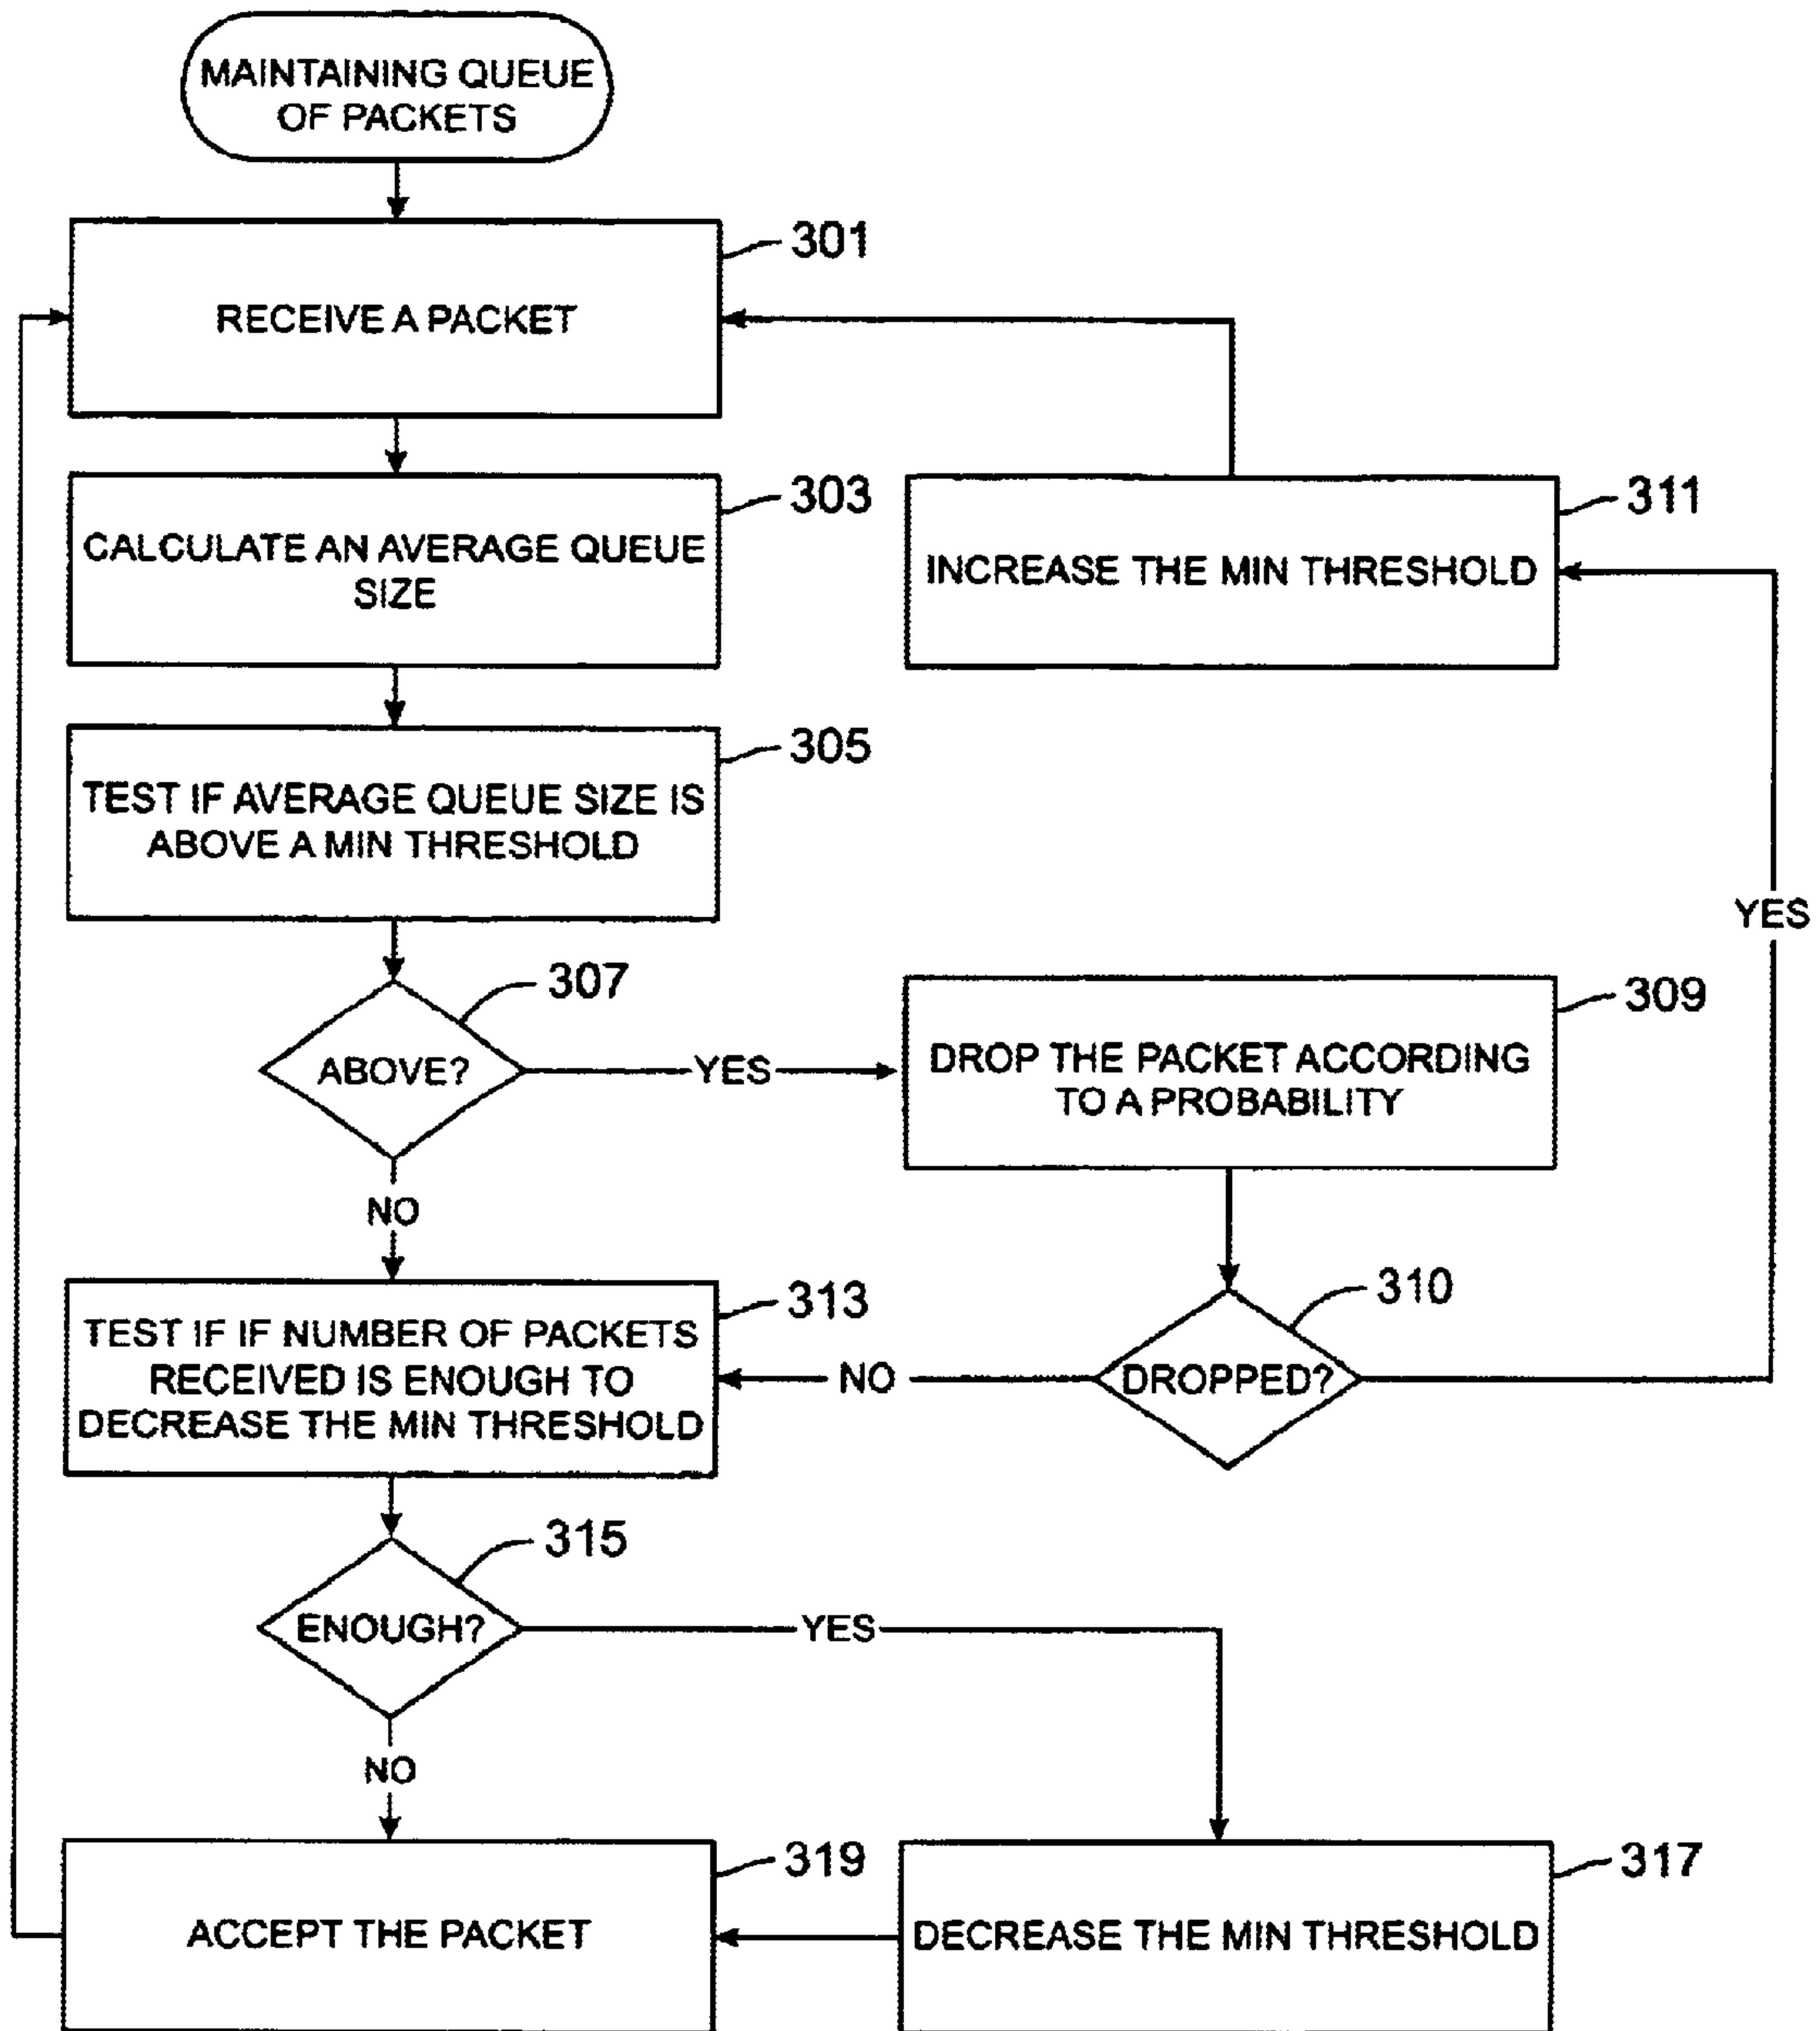 MAINTAINING QUEUE
OF PACKETS
301
RECEIVE A PACKET
303
CALCULATE AN AVERAGE QUEUE
SIZE
311
INCREASE THE MIN THRESHOLD
305
TEST IF AVERAGE QUEUE SIZE IS
ABOVE A MIN THRESHOLD
YES
307
ABOVE?
YES
309
DROP THE PACKET ACCORDING
TO A PROBABILITY
NO
313
TEST IF IF NUMBER OF PACKETS
RECEIVED IS ENOUGH TO
DECREASE THE MIN THRESHOLD
310
DROPPED?
NO
315
ENOUGH?
YES
NO
319
ACCEPT THE PACKET
317
DECREASE THE MIN THRESHOLD